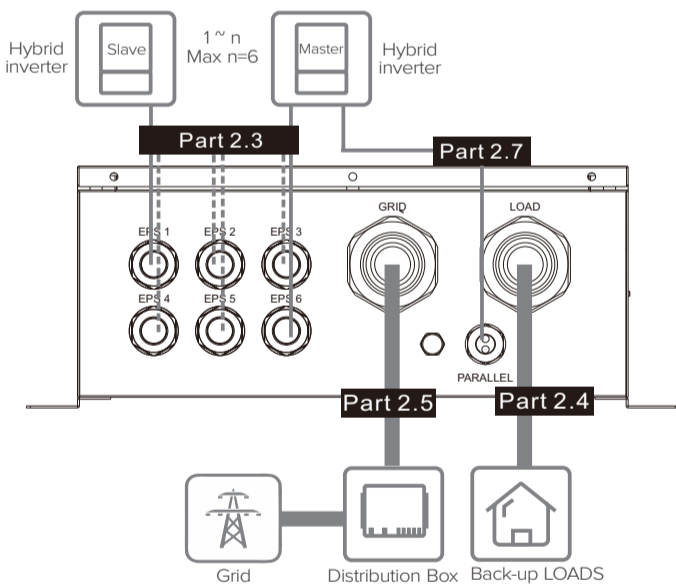 Hybrid
inverter
Slave
1 ~ n
Max n=6
Master
Hybrid
inverter
Part 2.3
Part 2.7
GRID
LOAD
EPS 1
EPS 2
EPS 3
EPS 4
EPS 5
EPS 6
PARALLEL
Part 2.5
Part 2.4
Grid
Distribution Box
Back-up LOADS